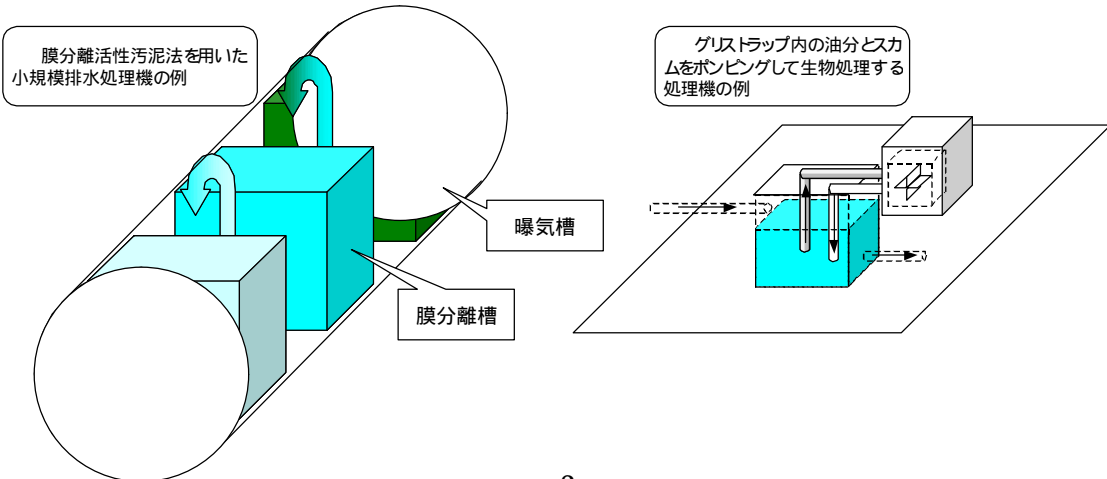 膜分離活性汚泥法を用いた
小規模排水処理機の例
グリストラップ内の油分とスカ
ムをポンピングして生物処理する
処理機の例
曝気槽
膜分離槽